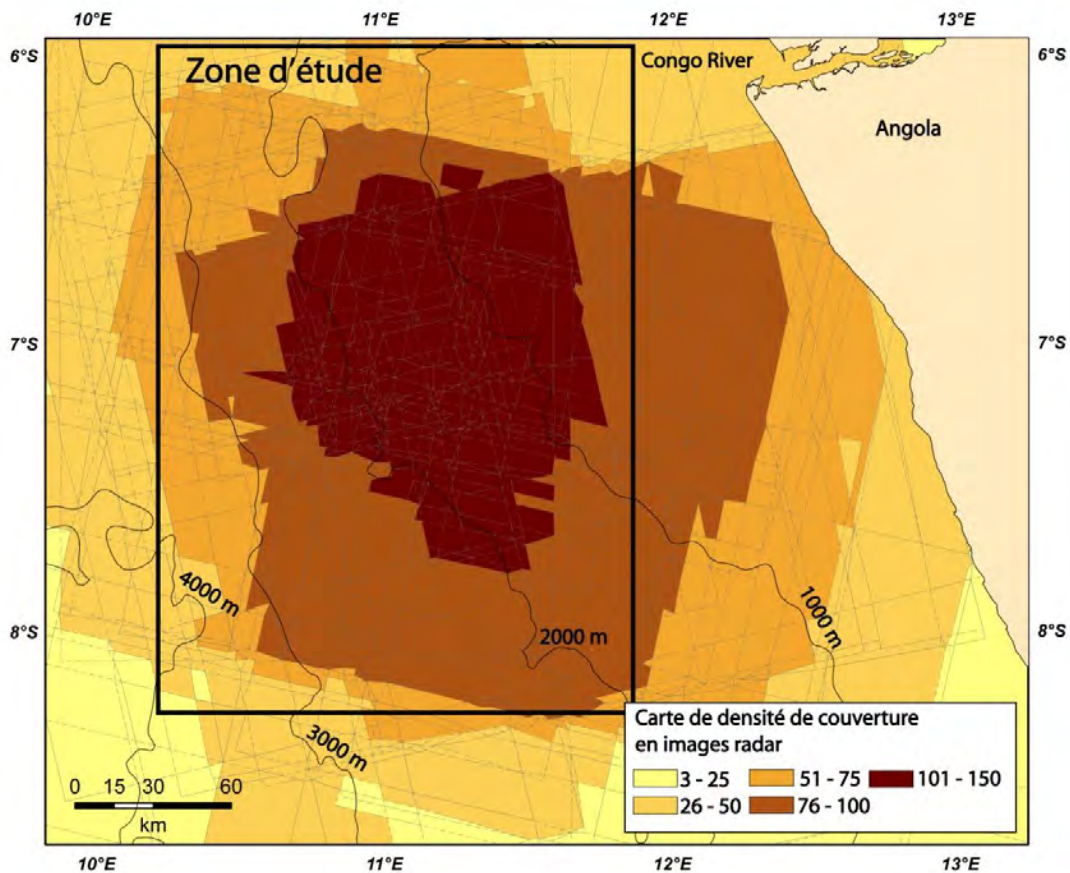 10°E 11°E 12°E 13°E
6°S 6°S
Zone d'étude
Congo River
Angola
7°S 7°S
4000 m
1000 m
8°S 8°S
2000 m
3000 m
Carte de densité de couverture
en images radar
3 - 25 51 - 75 101 - 150
26 - 50 76 - 100
0 15 30 60
km
10°E 11°E 12°E 13°E